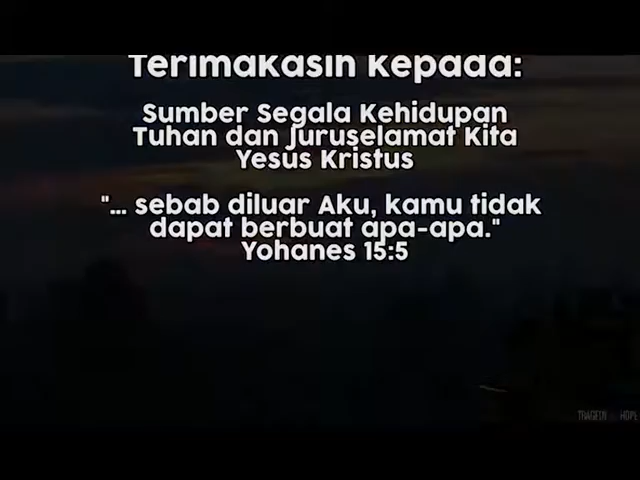 Terimakasih kepada:
Sumber Segala Kehidupan
Tuhan dan Juruselamat Kita
Yesus Kristus
"... sebab diluar Aku, kamu tidak
dapat berbuat apa-apa."
Yohanes 15:5
HOPE